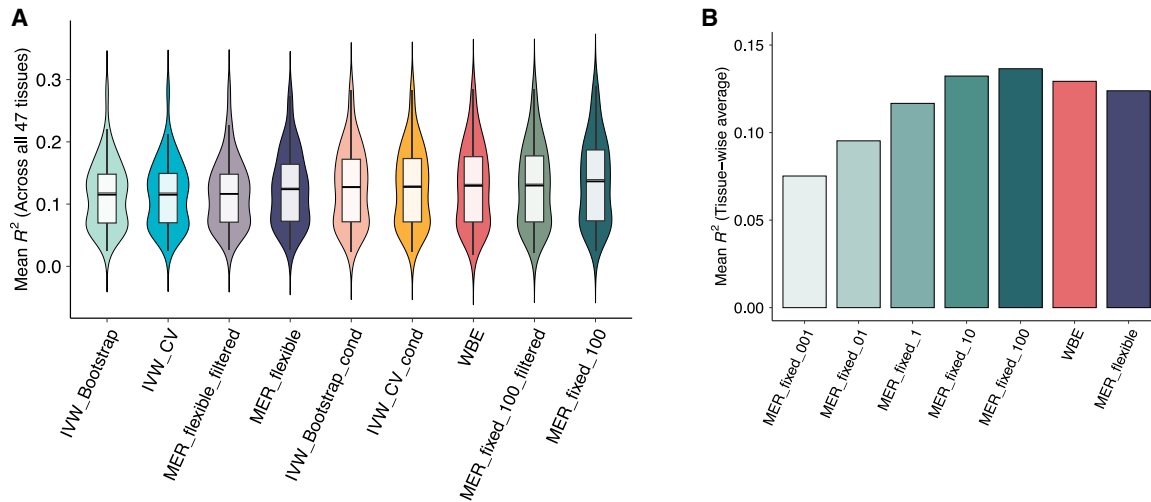 A
Mean R² (Across all 47 tissues)
0.3
0.2
0.1
0.0
IVW_Bootstrap
IVW_CV
MER_flexible_filtered
MER_flexible
IVW_Bootstrap_cond
IVW_CV_cond
WBE
MER_fixed_100_filtered
MER_fixed_100
B
Mean R² (Tissue−wise average)
0.15
0.10
0.05
0.00
MER_fixed_001
MER_fixed_01
MER_fixed_1
MER_fixed_10
MER_fixed_100
WBE
MER_flexible